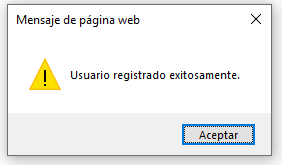 Mensaje de página web
Usuario registrado exitosamente.
Aceptar